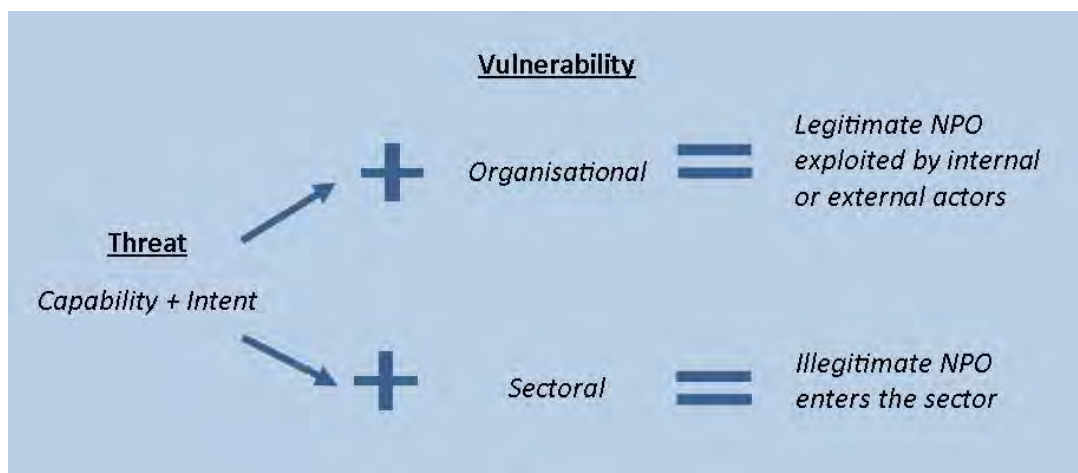 Vulnerability
Organisational
Legitimate NPO
exploited by internal
or external actors
Threat
Capability + Intent
Sectoral
Illegitimate NPO
enters the sector